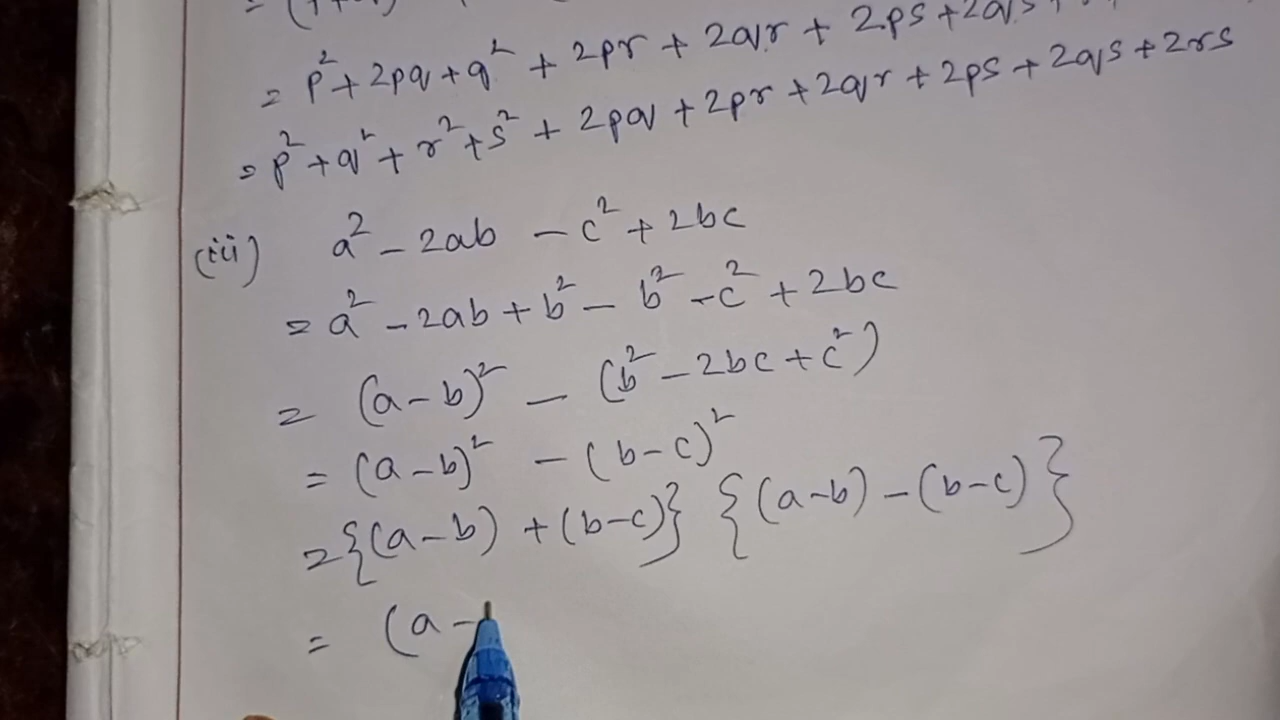 = p² + 2pq + q² + 2pr + 2qr + 2ps + 2qs +
= p² + q² + r² + s² + 2pq + 2pr + 2qr + 2ps + 2qs + 2rs
(iii) a² - 2ab - c² + 2bc
= a² - 2ab + b² - b² - c² + 2bc
= (a-b)² - (b² - 2bc + c²)
= (a-b)² - (b-c)²
= {(a-b) + (b-c)} {(a-b) - (b-c)}
= (a -